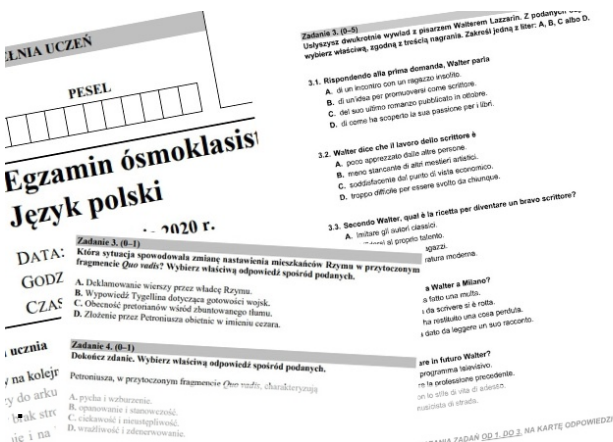 ŁNIA UCZEŃ
PESEL
Egzamin ósmoklasis
Język polski
2020 r.
DATA:
GODZ
CZAS
ucznia
na kolejn
do arku
brak stro
i na
Zadanie 3. (0–1)
Która sytuacja spowodowała zmianę nastawienia mieszkańców Rzymu w przytoczonym
fragmencie Quo vadis? Wybierz właściwą odpowiedź spośród podanych.
A. Deklamowanie wierszy przez władcę Rzymu.
B. Wypowiedź Tygellina dotycząca gotowości wojsk.
C. Obecność pretorianów wśród zbuntowanego tłumu.
D. Złożenie przez Petroniusza obietnic w imieniu cezara.
Zadanie 4. (0–1)
Dokończ zdanie. Wybierz właściwą odpowiedź spośród podanych.
Petroniusza, w przytoczonym fragmencie Quo vadis, charakteryzują
A. pycha i wzburzenie.
B. opanowanie i stanowczość.
C. ciekawość i nieustępliwość.
D. wrażliwość i zdenerwowanie.
Zadanie 3. (0–5)
Usłyszysz dwukrotnie wywiad z pisarzem Walterem Lazzarin. Z podanych
wybierz właściwą, zgodną z treścią nagrania. Zakreśl jedną z liter: A, B, C albo D.
3.1. Rispondendo alla prima domanda, Walter parla
A. di un incontro con un ragazzo insolito.
B. di un'idea per promuoversi come scrittore.
C. del suo ultimo romanzo pubblicato in ottobre.
D. di come ha scoperto la sua passione per i libri.
3.2. Walter dice che il lavoro dello scrittore è
A. poco apprezzato dalle altre persone.
B. meno stancante di altri mestieri artistici.
C. soddisfacente dal punto di vista economico.
D. troppo difficile per essere svolto da chiunque.
3.3. Secondo Walter, qual è la ricetta per diventare un bravo scrittore?
A. Imitare gli autori classici.
al proprio talento.
ragazzi.
ratura moderna.
a Walter a Milano?
a fatto una multa.
da scrivere si è rotta.
ha restituito una cosa perduta.
a dato da leggere un suo racconto.
are in futuro Walter?
programma televisivo.
re la professione precedente.
on lo stile di vita di adesso.
musicista di strada.
ZADAŃ OD 1. DO 3. NA KARTĘ ODPOWIEDZI